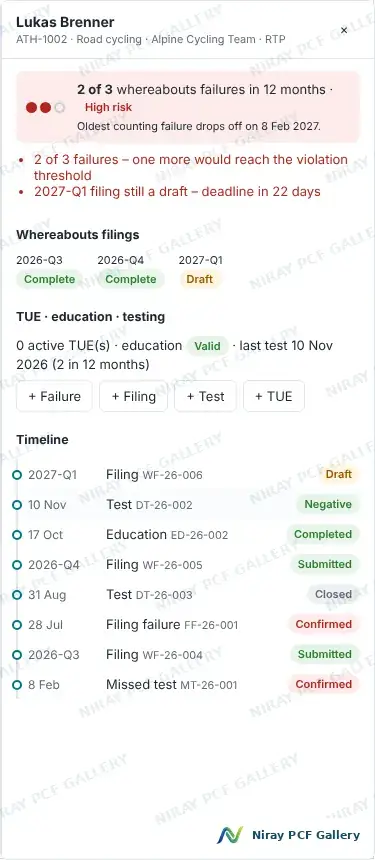 Lukas Brenner
ATH-1002 · Road cycling · Alpine Cycling Team · RTP
×
2 of 3 whereabouts failures in 12 months ·
High risk
Oldest counting failure drops off on 8 Feb 2027.
• 2 of 3 failures – one more would reach the violation
threshold
• 2027-Q1 filing still a draft – deadline in 22 days
Whereabouts filings
2026-Q3 2026-Q4 2027-Q1
Complete Complete Draft
TUE · education · testing
0 active TUE(s) · education Valid · last test 10 Nov
2026 (2 in 12 months)
+ Failure + Filing + Test + TUE
Timeline
2027-Q1 Filing WF-26-006 Draft
10 Nov Test DT-26-002 Negative
17 Oct Education ED-26-002 Completed
2026-Q4 Filing WF-26-005 Submitted
31 Aug Test DT-26-003 Closed
28 Jul Filing failure FF-26-001 Confirmed
2026-Q3 Filing WF-26-004 Submitted
8 Feb Missed test MT-26-001 Confirmed
NIRAY PCF GALLERY
Niray PCF Gallery